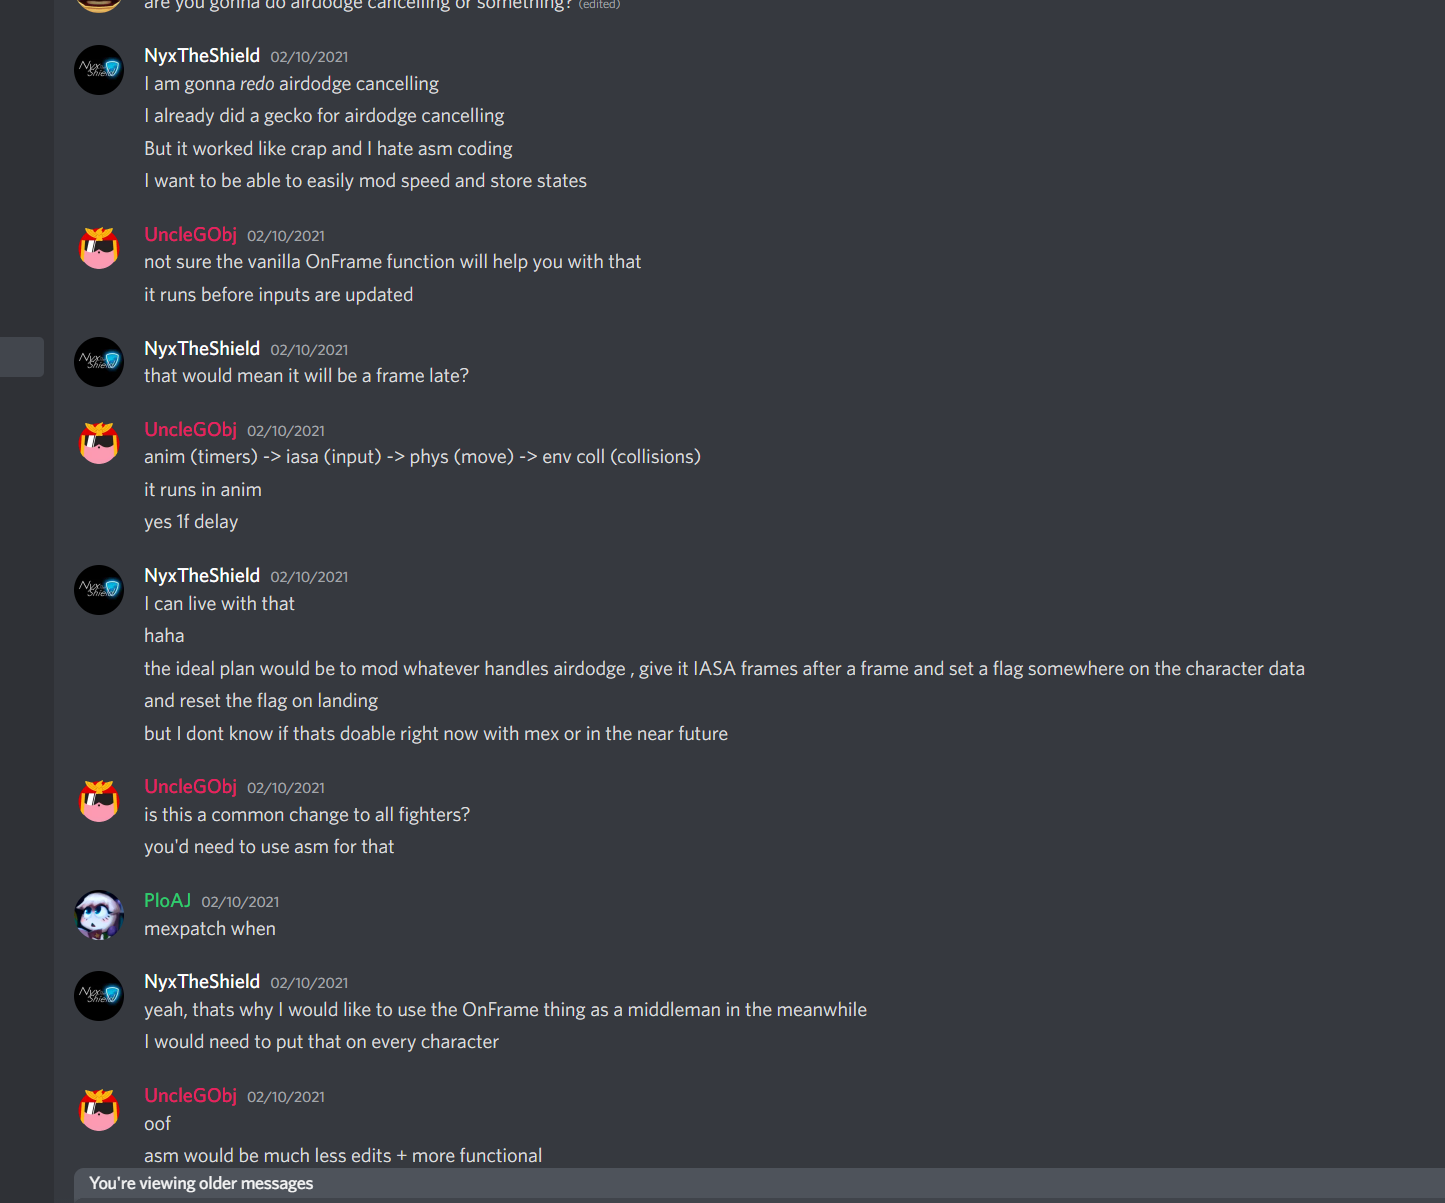 are you gonna do airdodge cancelling or something? (edited)
NyxTheShield 02/10/2021
I am gonna redo airdodge cancelling
I already did a gecko for airdodge cancelling
But it worked like crap and I hate asm coding
I want to be able to easily mod speed and store states
UncleGObj 02/10/2021
not sure the vanilla OnFrame function will help you with that
it runs before inputs are updated
NyxTheShield 02/10/2021
that would mean it will be a frame late?
UncleGObj 02/10/2021
anim (timers) -> iasa (input) -> phys (move) -> env coll (collisions)
it runs in anim
yes 1f delay
NyxTheShield 02/10/2021
I can live with that
haha
the ideal plan would be to mod whatever handles airdodge , give it IASA frames after a frame and set a flag somewhere on the character data
and reset the flag on landing
but I dont know if thats doable right now with mex or in the near future
UncleGObj 02/10/2021
is this a common change to all fighters?
you'd need to use asm for that
PloAJ 02/10/2021
mexpatch when
NyxTheShield 02/10/2021
yeah, thats why I would like to use the OnFrame thing as a middleman in the meanwhile
I would need to put that on every character
UncleGObj 02/10/2021
oof
asm would be much less edits + more functional
You're viewing older messages